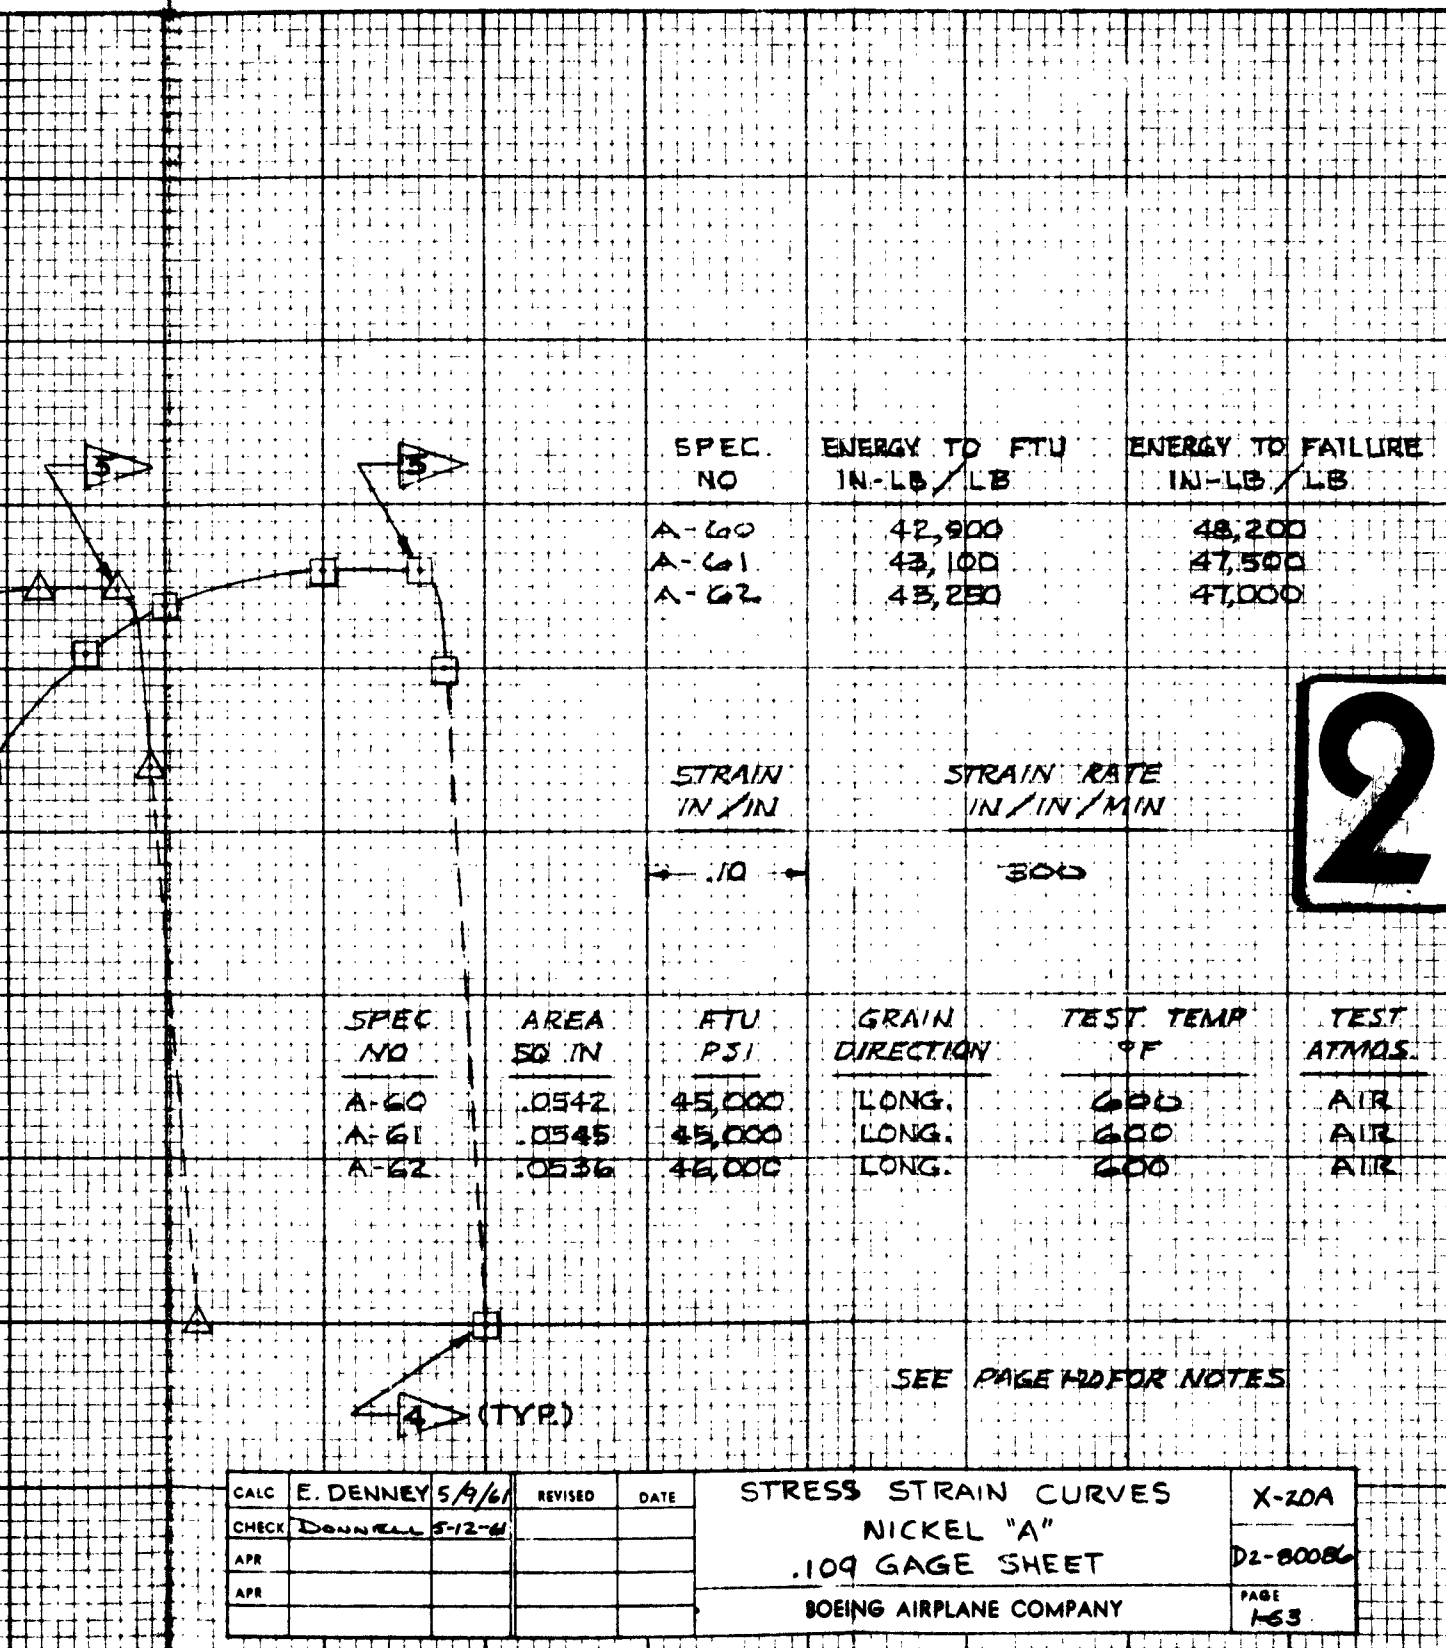 3 3
SPEC. NO ENERGY TO FTU IN-LB/LB ENERGY TO FAILURE IN-LB/LB
A-60 42,900 48,200
A-61 43,100 47,500
A-62 43,250 47,000
2
STRAIN IN/IN STRAIN RATE IN/IN/MIN
.10 300
SPEC NO AREA SQ IN FTU PSI GRAIN DIRECTION TEST TEMP °F TEST ATMOS.
A-60 .0542 45,000 LONG. 600 AIR
A-61 .0545 45,000 LONG. 600 AIR
A-62 .0536 46,000 LONG. 600 AIR
SEE PAGE FOR NOTES
4 (TYP.)
CALC E. DENNEY 5/9/61 REVISED DATE
CHECK DONNELL 5-12-61
APR
APR
STRESS STRAIN CURVES
NICKEL "A"
.109 GAGE SHEET
BOEING AIRPLANE COMPANY
X-20A
D2-80086
PAGE
1-63